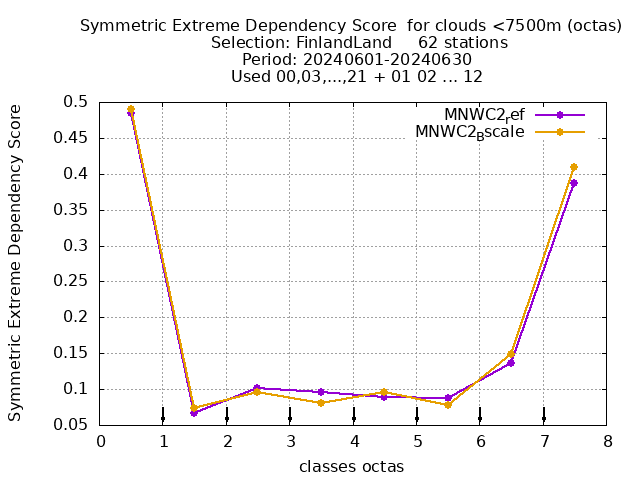 Symmetric Extreme Dependency Score  for clouds <7500m (octas)
Selection: FinlandLand     62 stations
Period: 20240601-20240630
Used 00,03,...,21 + 01 02 ... 12
MNWC2ref
MNWC2Bscale
Symmetric Extreme Dependency Score
0.5
0.45
0.4
0.35
0.3
0.25
0.2
0.15
0.1
0.05
0 1 2 3 4 5 6 7 8
classes octas